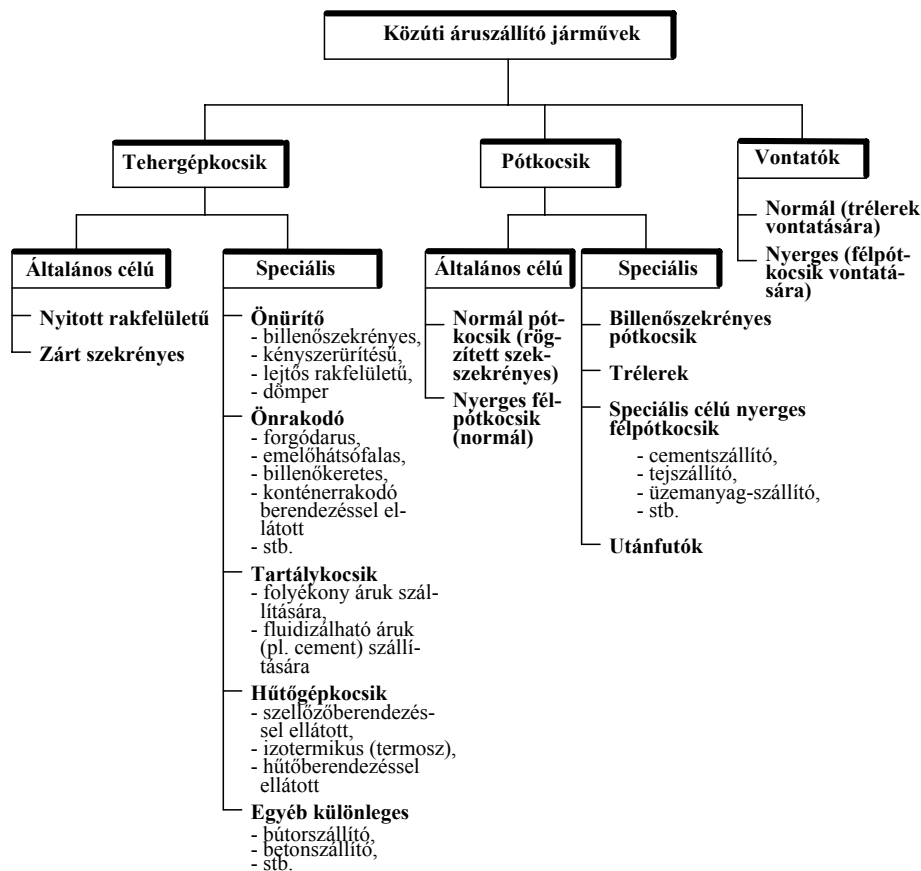 Közúti áruszállító járművek
Tehergépkocsik
Pótkocsik
Vontatók
Normál (trélerek
vontatására)
Nyerges (félpót-
kocsik vontatá-
sára)
Általános célú
Nyitott rakfelületű
Zárt szekrényes
Speciális
Önürítő
- billenőszekrényes,
- kényszerürítésű,
- lejtős rakfelületű,
- dömper
Önrakodó
- forgódarus,
- emelőhátsófalas,
- billenőkeretes,
- konténerrakodó
berendezéssel el-
látott
- stb.
Tartálykocsik
- folyékony áruk szál-
lítására,
- fluidizálható áruk
(pl. cement) szállí-
tására
Hűtőgépkocsik
- szellőzőberendezés-
sel ellátott,
- izotermikus (termosz),
- hűtőberendezéssel
ellátott
Egyéb különleges
- bútorszállító,
- betonszállító,
- stb.
Általános célú
Normál pót-
kocsik (rög-
zített szek-
szekrényes)
Nyerges fél-
pótkocsik
(normál)
Speciális
Billenőszekrényes
pótkocsik
Trélerek
Speciális célú nyerges
félpótkocsik
- cementszállító,
- tejszállító,
- üzemanyag-szállító,
- stb.
Utánfutók